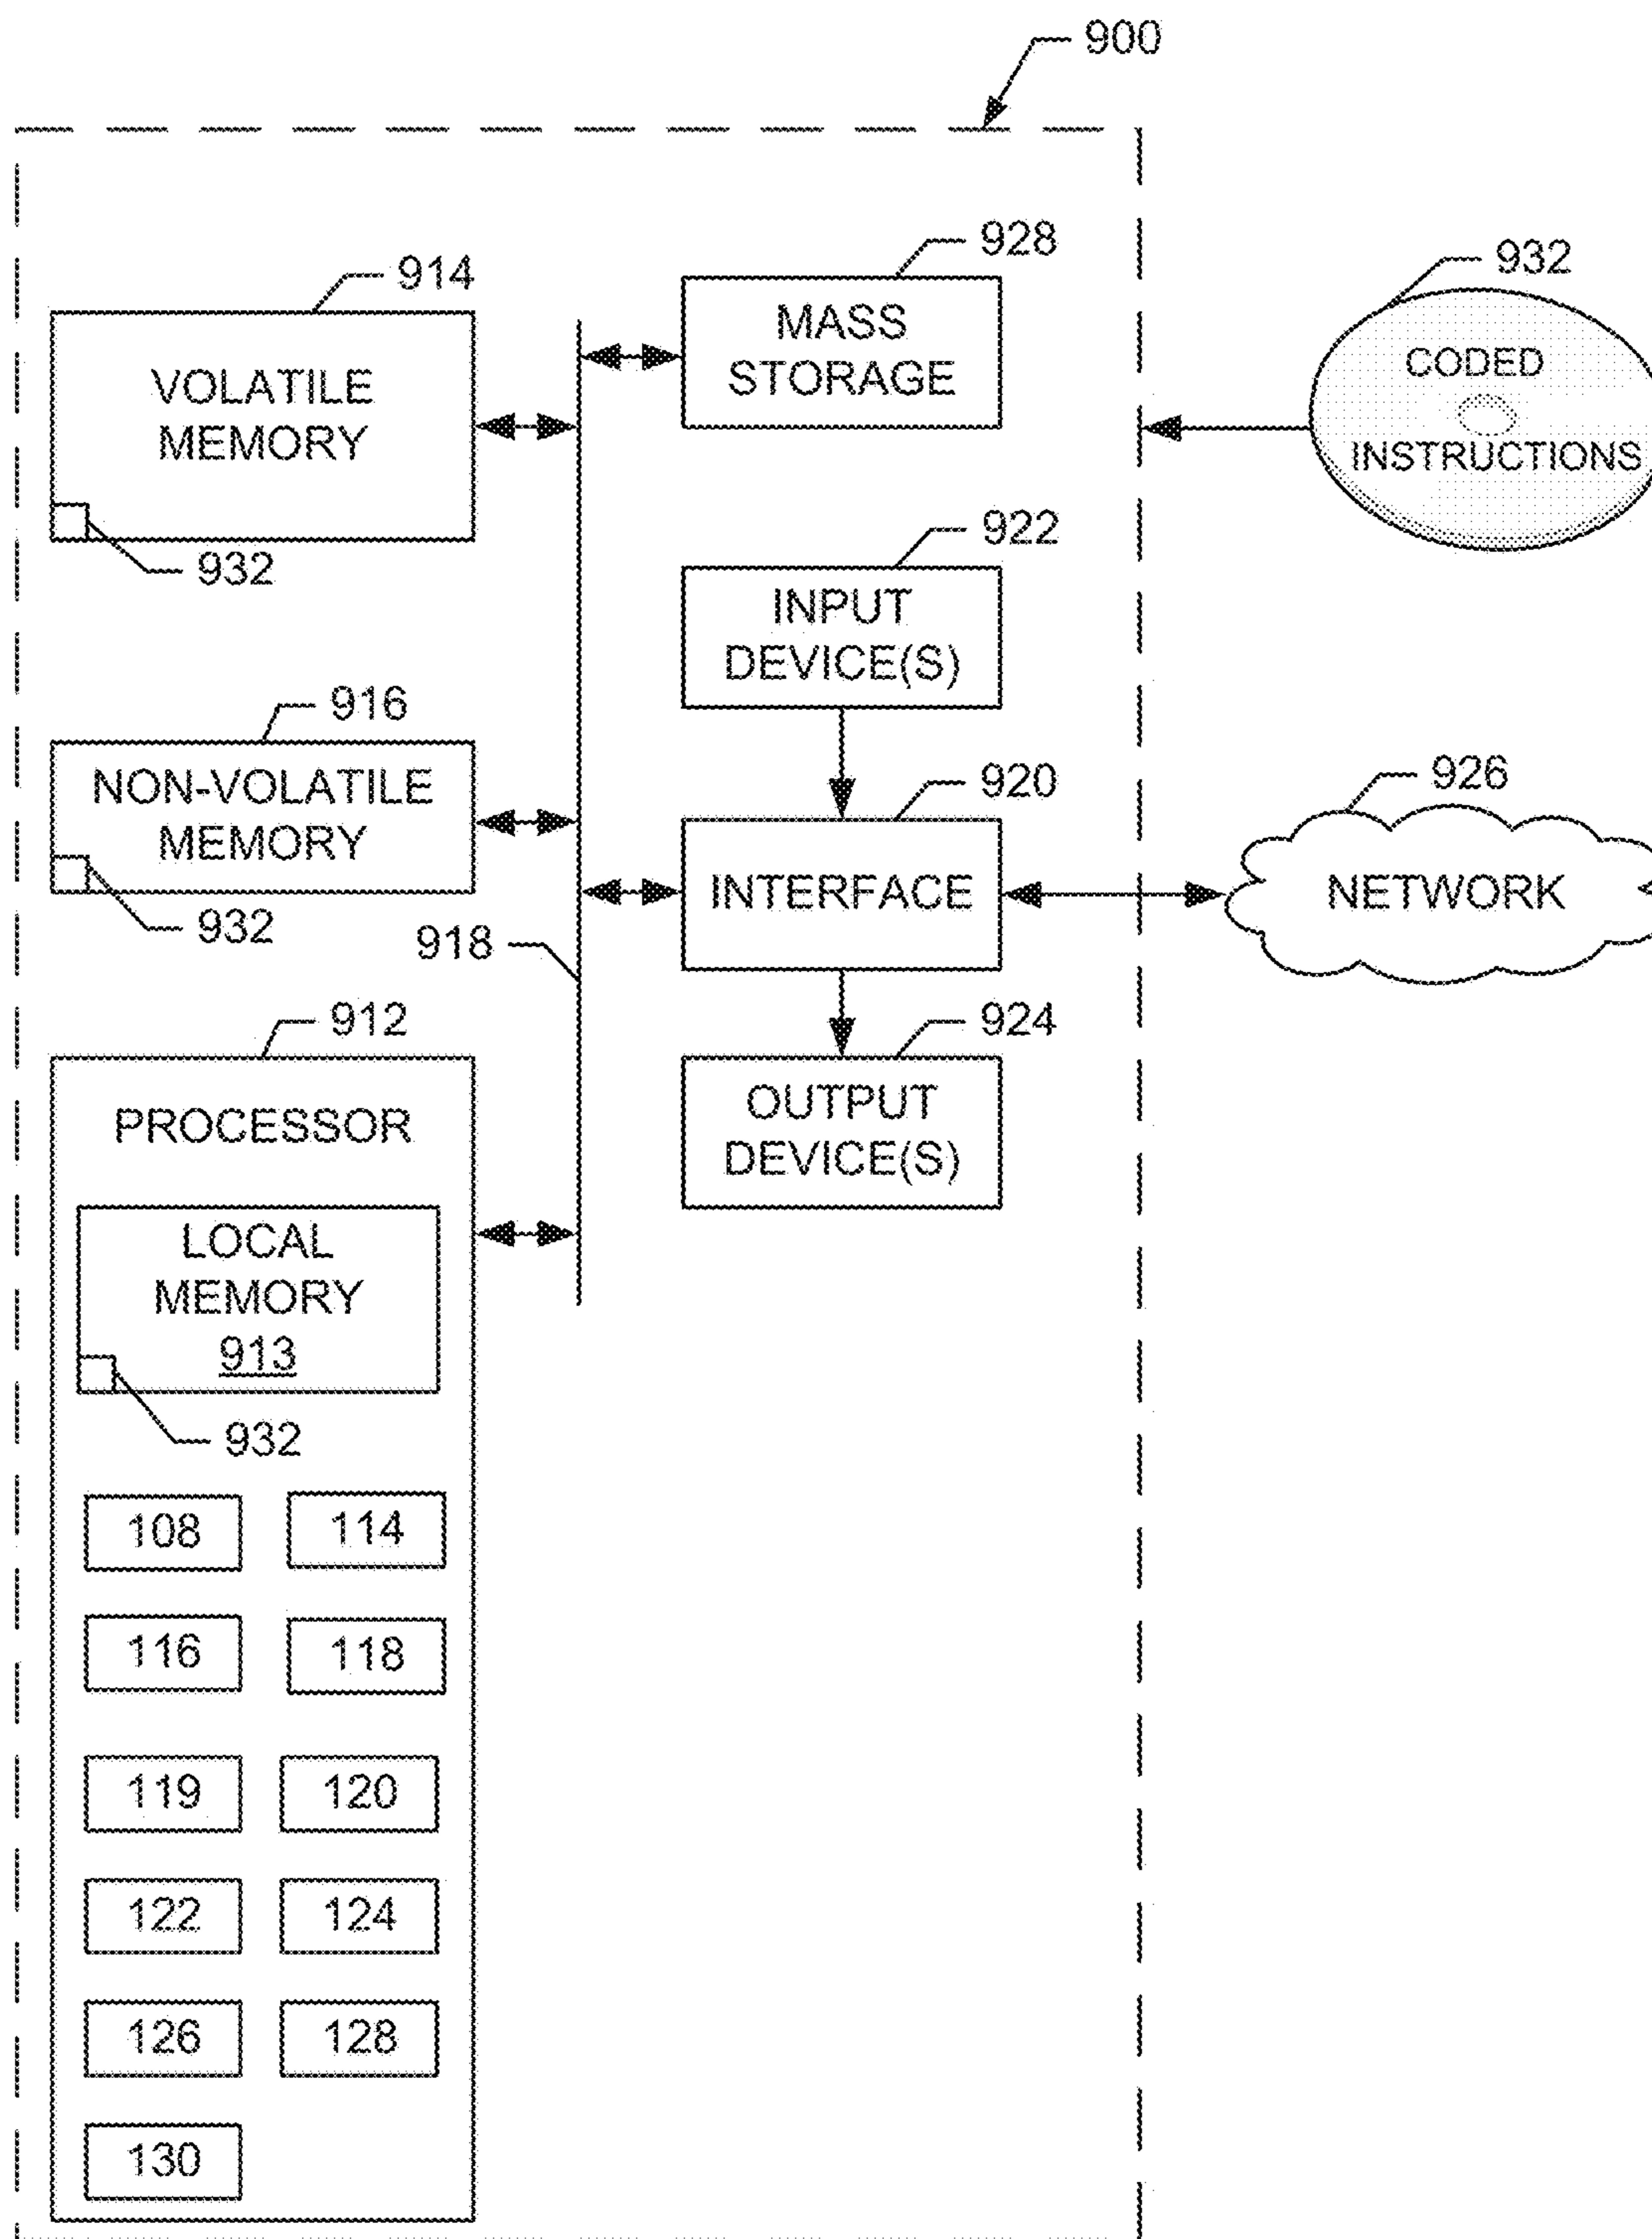 900
928
914
932
MASS
STORAGE
VOLATILE
MEMORY
CODED
INSTRUCTIONS
932
922
INPUT
DEVICE(S)
916
NON-VOLATILE
MEMORY
932
920
926
INTERFACE
NETWORK
918
912
924
PROCESSOR
OUTPUT
DEVICE(S)
LOCAL
MEMORY
913
932
108
114
116
118
119
120
122
124
126
128
130